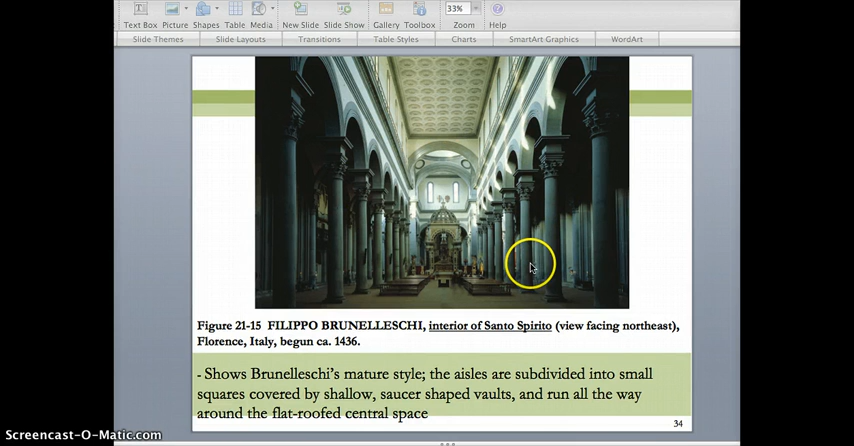 33%
Text Box Picture Shapes Table Media New Slide Slide Show Gallery Toolbox Zoom Help
Slide Themes Slide Layouts Transitions Table Styles Charts SmartArt Graphics WordArt
Figure 21-15 FILIPPO BRUNELLESCHI, interior of Santo Spirito (view facing northeast),
Florence, Italy, begun ca. 1436.
- Shows Brunelleschi's mature style; the aisles are subdivided into small
squares covered by shallow, saucer shaped vaults, and run all the way
around the flat-roofed central space
34
Screencast-O-Matic.com